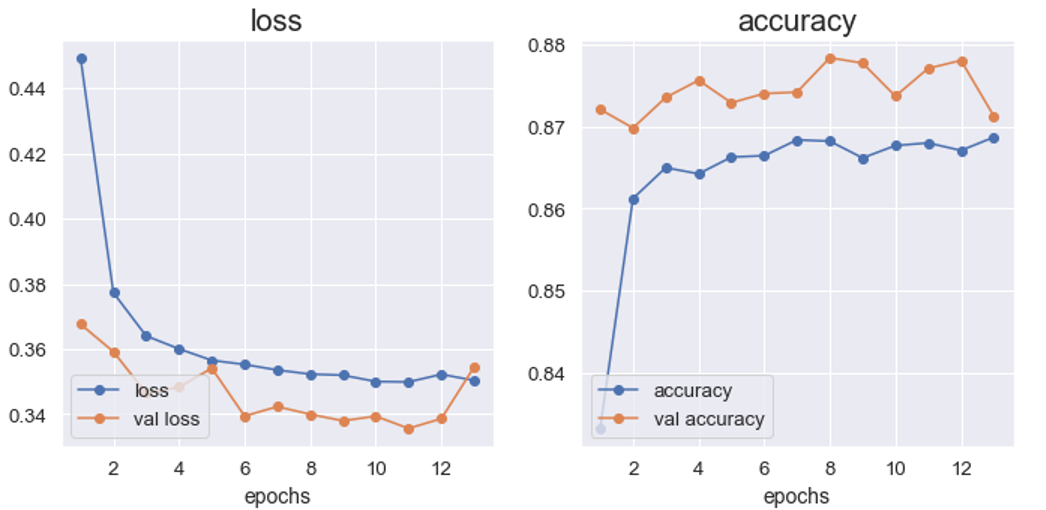 loss
0.44
0.42
0.40
0.38
0.36
0.34
loss
val loss
2 4 6 8 10 12
epochs
accuracy
0.88
0.87
0.86
0.85
0.84
accuracy
val accuracy
2 4 6 8 10 12
epochs